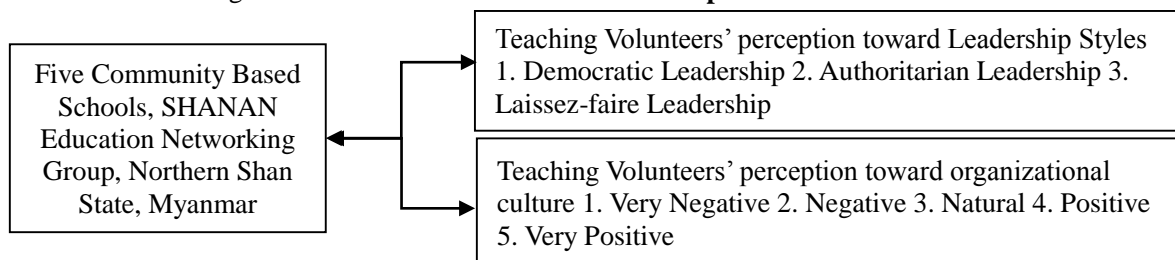 Five Community Based
Schools, SHANAN
Education Networking
Group, Northern Shan
State, Myanmar
Teaching Volunteers’ perception toward Leadership Styles
1. Democratic Leadership 2. Authoritarian Leadership 3.
Laissez-faire Leadership
Teaching Volunteers’ perception toward organizational
culture 1. Very Negative 2. Negative 3. Natural 4. Positive
5. Very Positive